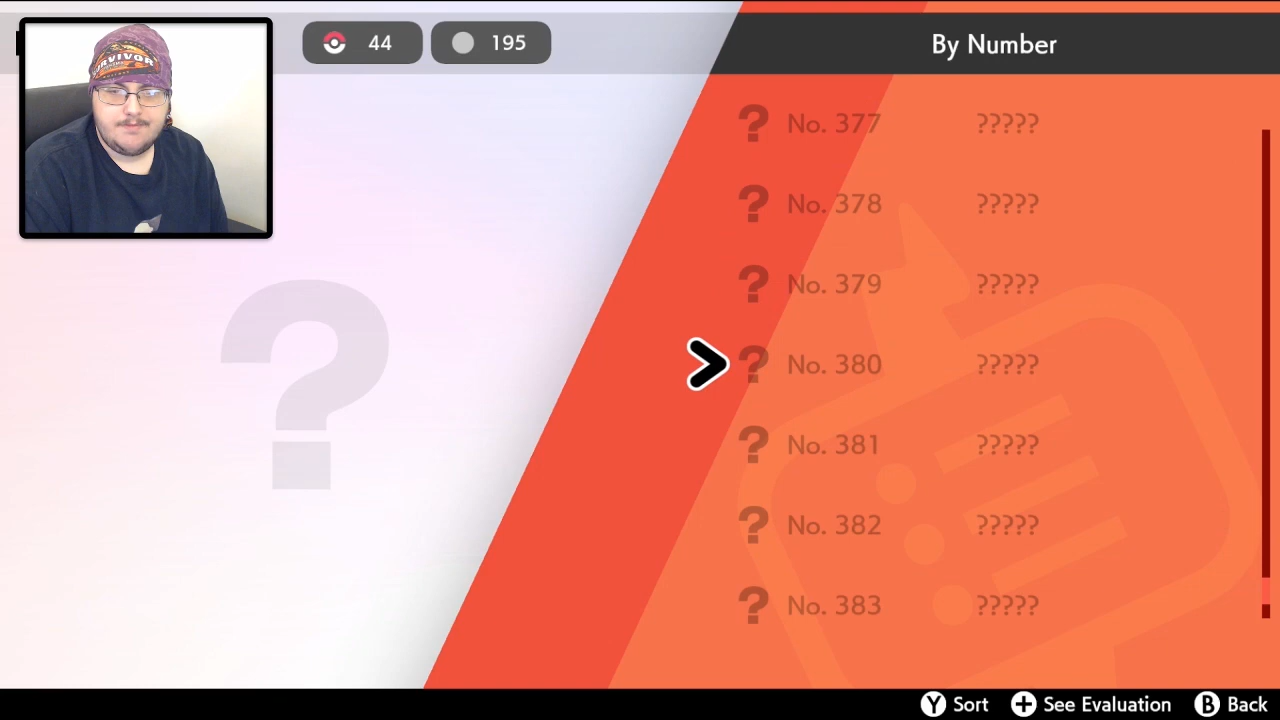 44
195
By Number
SURVIVOR
No. 377 ?????
No. 378 ?????
No. 379 ?????
No. 380 ?????
No. 381 ?????
No. 382 ?????
No. 383 ?????
Y Sort + See Evaluation B Back